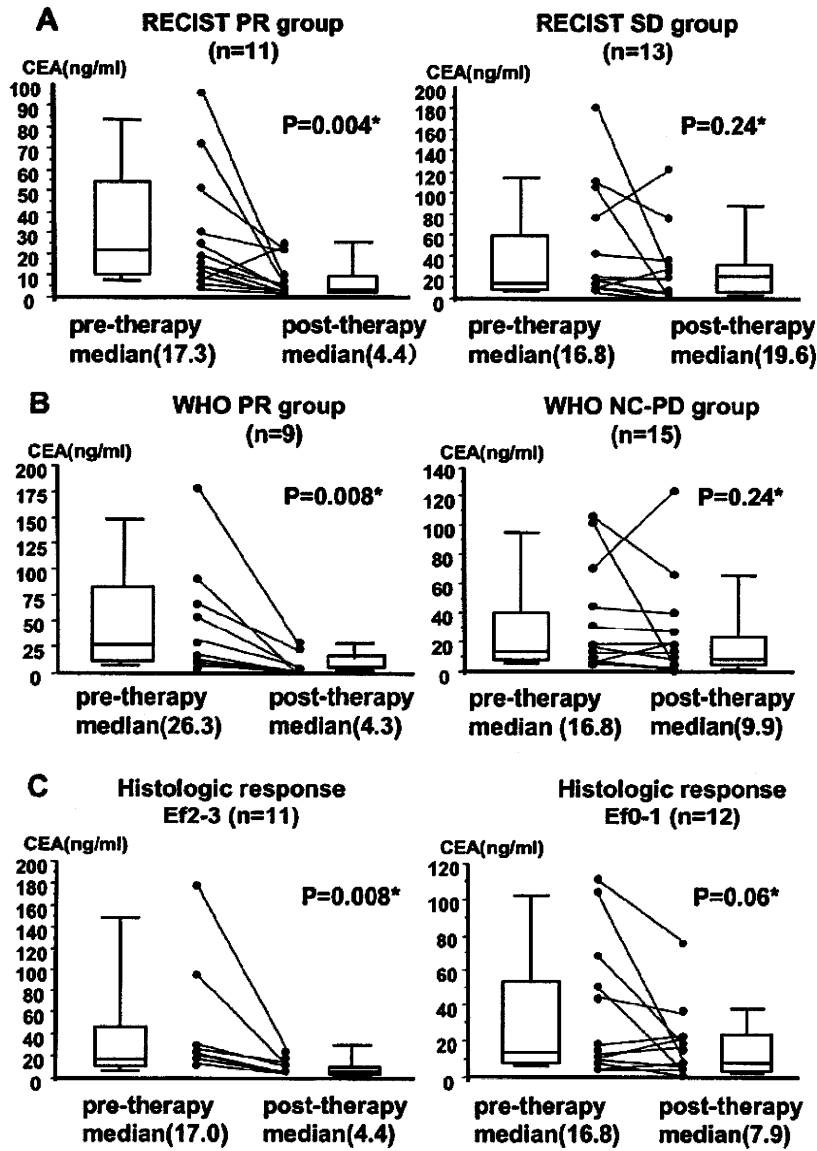 A
RECIST PR group
(n=11)
CEA(ng/ml)
100
90
80
70
60
50
40
30
20
10
0
P=0.004*
pre-therapy
median(17.3)
post-therapy
median(4.4)
RECIST SD group
(n=13)
CEA(ng/ml)
200
180
160
140
120
100
80
60
40
20
0
P=0.24*
pre-therapy
median(16.8)
post-therapy
median(19.6)
B
WHO PR group
(n=9)
CEA(ng/ml)
200
175
150
125
100
75
50
25
0
P=0.008*
pre-therapy
median(26.3)
post-therapy
median(4.3)
WHO NC-PD group
(n=15)
CEA(ng/ml)
140
120
100
80
60
40
20
0
P=0.24*
pre-therapy
median (16.8)
post-therapy
median(9.9)
C
Histologic response
Ef2-3 (n=11)
CEA(ng/ml)
200
180
160
140
120
100
80
60
40
20
0
P=0.008*
pre-therapy
median(17.0)
post-therapy
median(4.4)
Histologic response
Ef0-1 (n=12)
CEA(ng/ml)
120
100
80
60
40
20
0
P=0.06*
pre-therapy
median(16.8)
post-therapy
median(7.9)